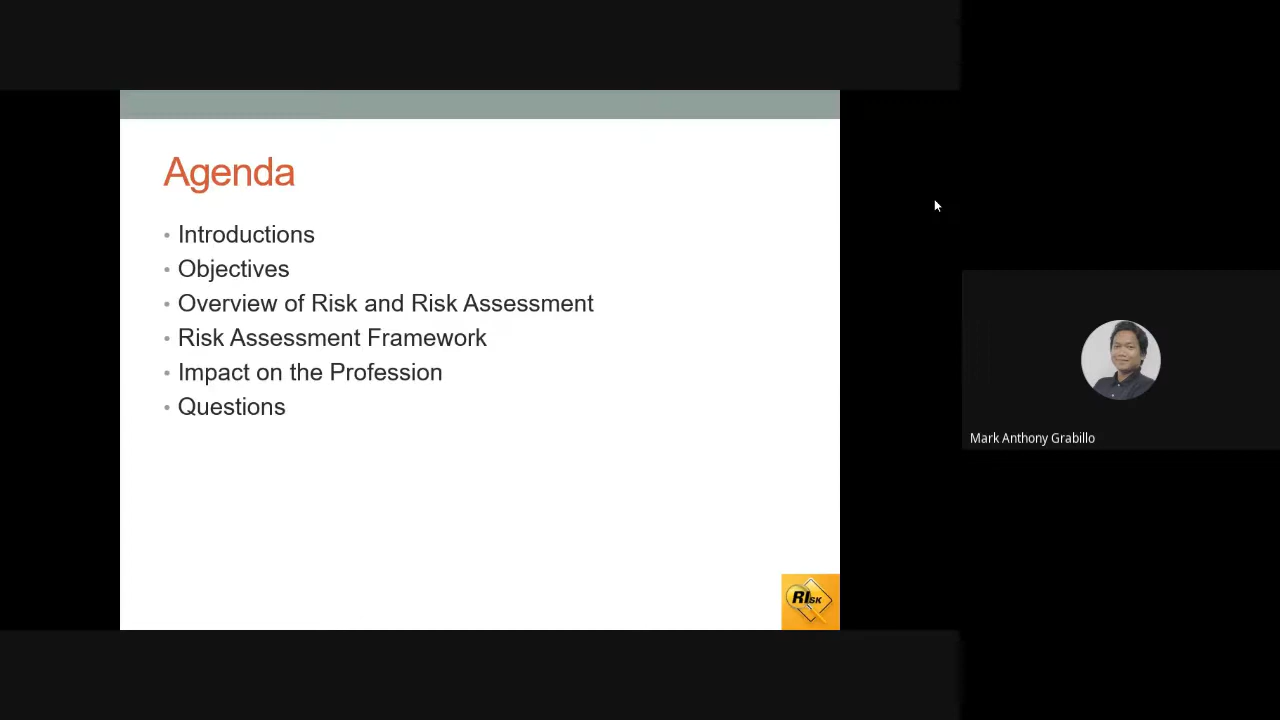 Agenda
• Introductions
• Objectives
• Overview of Risk and Risk Assessment
• Risk Assessment Framework
• Impact on the Profession
• Questions
RIsk
Mark Anthony Grabillo